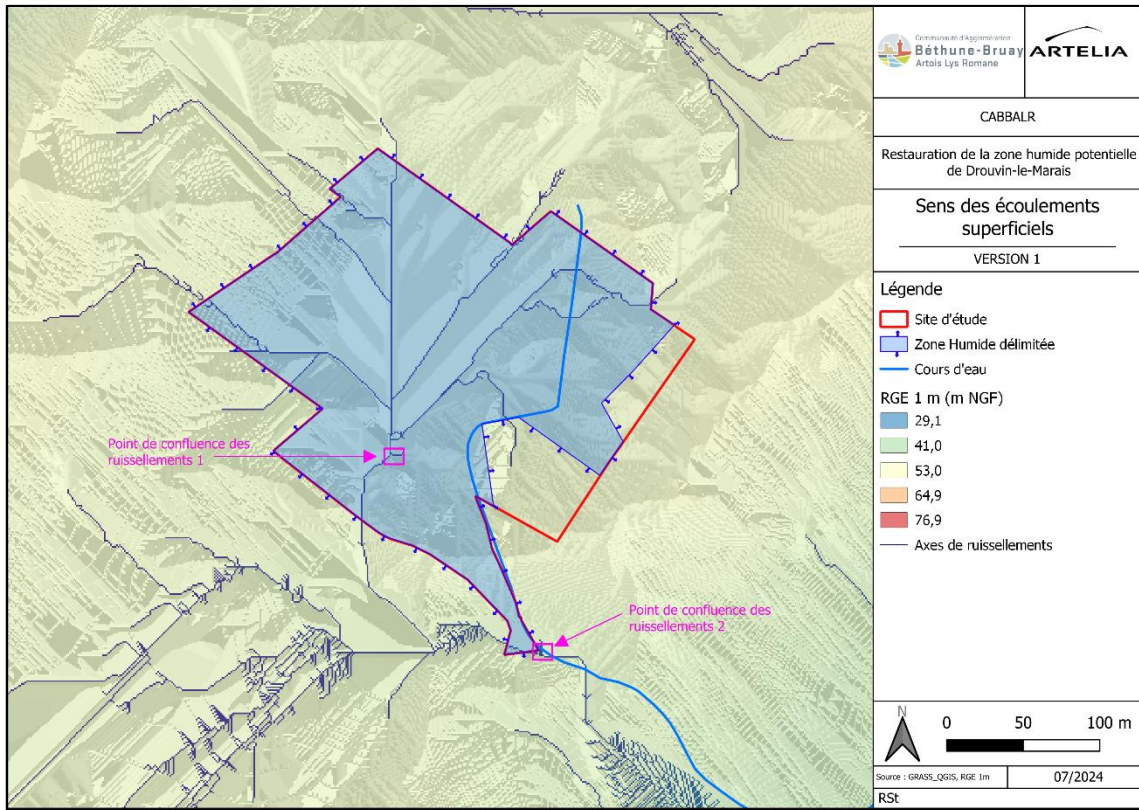 Point de confluence des
ruissellements 1
Point de confluence des
ruissellements 2
Communauté d'Agglomération
Béthune-Bruay
Artois Lys Romane
ARTELIA
CABBALR
Restauration de la zone humide potentielle
de Drouvin-le-Marais
Sens des écoulements
superficiels
VERSION 1
Légende
Site d'étude
Zone Humide délimitée
Cours d'eau
RGE 1 m (m NGF)
29,1
41,0
53,0
64,9
76,9
Axes de ruissellements
N
0 50 100 m
Source : GRASS_QGIS, RGE 1m
07/2024
RSt